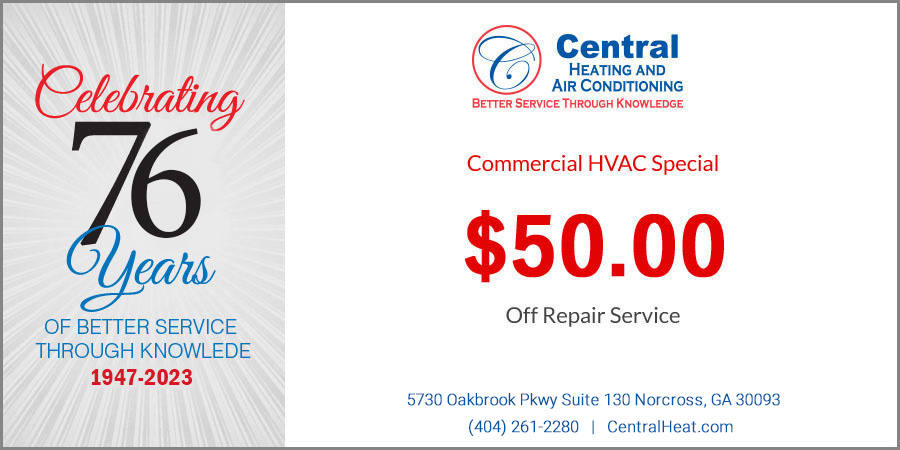 Celebrating
76
Years
OF BETTER SERVICE
THROUGH KNOWLEDE
1947-2023
C
Central
HEATING AND
AIR CONDITIONING
BETTER SERVICE THROUGH KNOWLEDGE
Commercial HVAC Special
$50.00
Off Repair Service
5730 Oakbrook Pkwy Suite 130 Norcross, GA 30093
(404) 261-2280 | CentralHeat.com